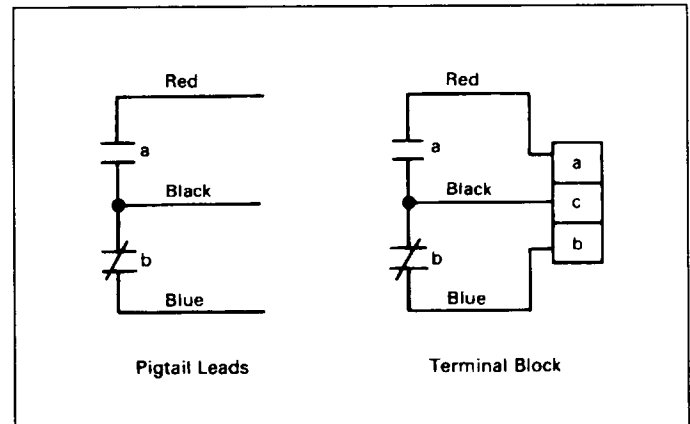 Red
a
Black
b
Blue
Pigtail Leads
Red
a
Black
b
Blue
a
c
b
Terminal Block